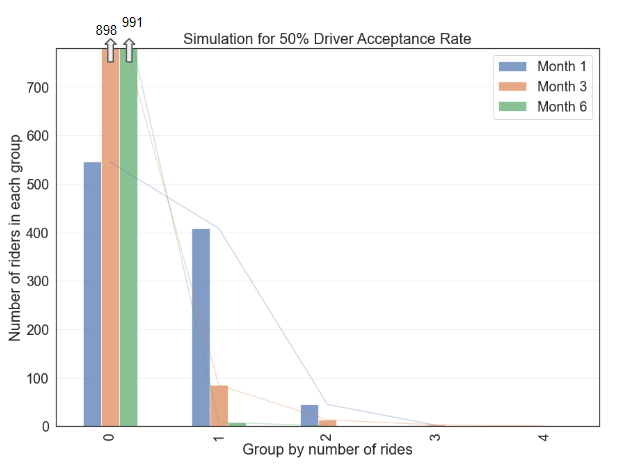 898 991
Simulation for 50% Driver Acceptance Rate
Month 1
Month 3
Month 6
Number of riders in each group
700
600
500
400
300
200
100
0
0 1 2 3 4
Group by number of rides